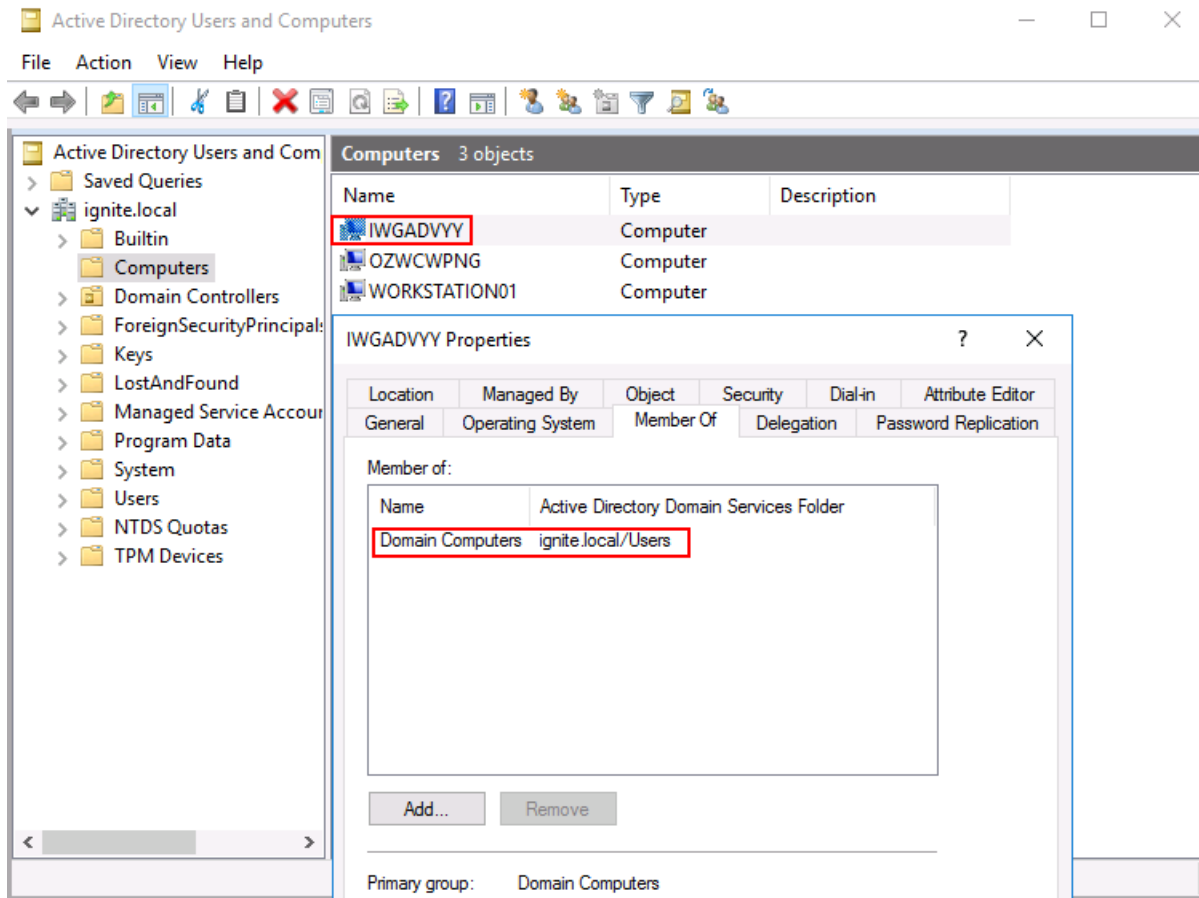 Active Directory Users and Computers
File Action View Help
Active Directory Users and Com
Saved Queries
ignite.local
Builtin
Computers
Domain Controllers
ForeignSecurityPrincipals
Keys
LostAndFound
Managed Service Accour
Program Data
System
Users
NTDS Quotas
TPM Devices
Computers 3 objects
Name Type Description
IWGADVYY Computer
OZWCWPNG Computer
WORKSTATION01 Computer
IWGADVYY Properties ?
Location Managed By Object Security Dial-in Attribute Editor
General Operating System Member Of Delegation Password Replication
Member of:
Name Active Directory Domain Services Folder
Domain Computers ignite.local/Users
Add... Remove
Primary group: Domain Computers